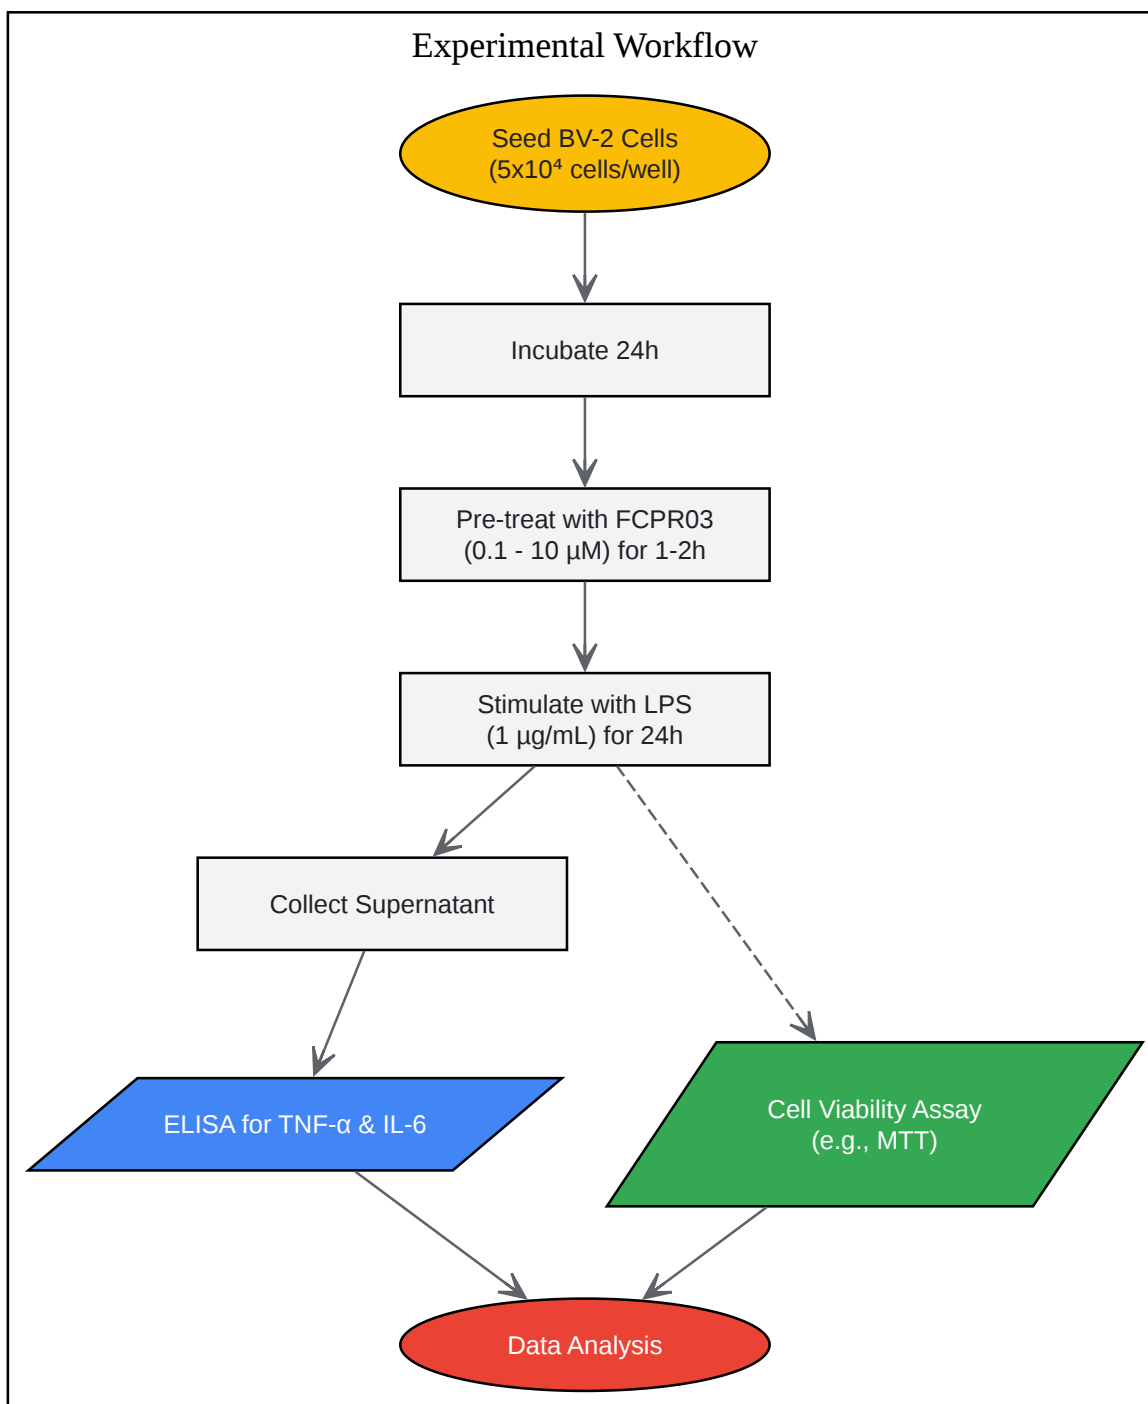 Experimental Workflow
Seed BV-2 Cells
(5x10⁴ cells/well)
Incubate 24h
Pre-treat with FCPR03
(0.1 - 10 µM) for 1-2h
Stimulate with LPS
(1 µg/mL) for 24h
Collect Supernatant
ELISA for TNF-α & IL-6
Cell Viability Assay
(e.g., MTT)
Data Analysis